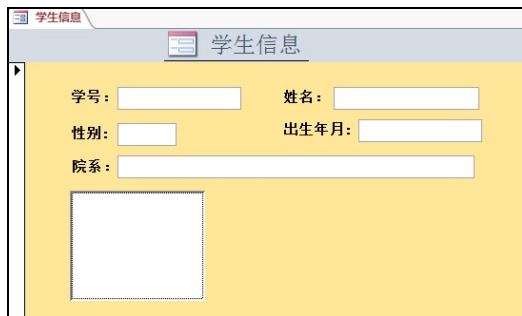 学生信息
学生信息
学号：
姓名：
性别：
出生年月：
院系：